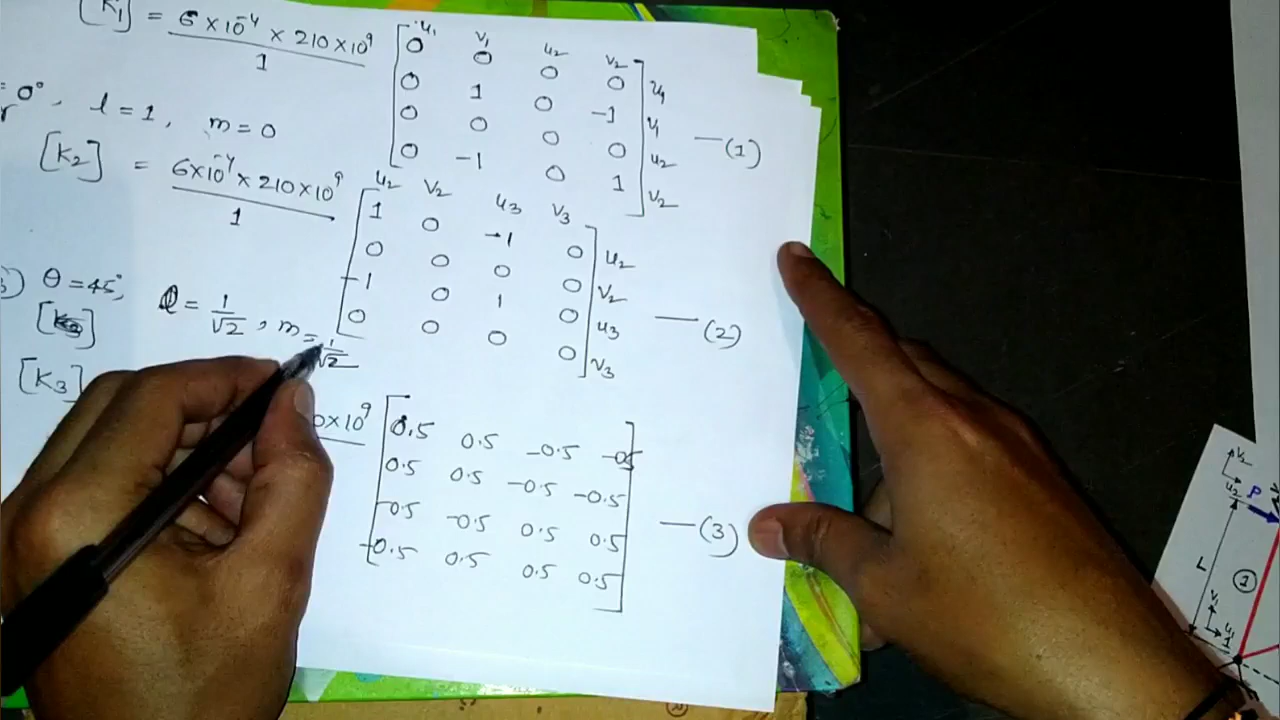 [K1] = 6×10⁻⁴ × 210×10⁹
1
u1 v1 u2 v2
0 0 0 0 u1
0 1 0 -1 v1
0 0 0 0 u2
0 -1 0 1 v2
—(1)
= 0°, l = 1, m = 0
[K2] = 6×10⁻⁴ × 210×10⁹
1
u2 v2 u3 v3
1 0 -1 0 u2
0 0 0 0 v2
-1 0 1 0 u3
0 0 0 0 v3
—(2)
θ = 45°, l = 1/√2, m = 1/√2
[K3]
0×10⁹
0.5 0.5 -0.5 -0.5
0.5 0.5 -0.5 -0.5
-0.5 -0.5 0.5 0.5
-0.5 0.5 0.5 0.5
—(3)
v2
u2 P
L
1
v1
u1
1